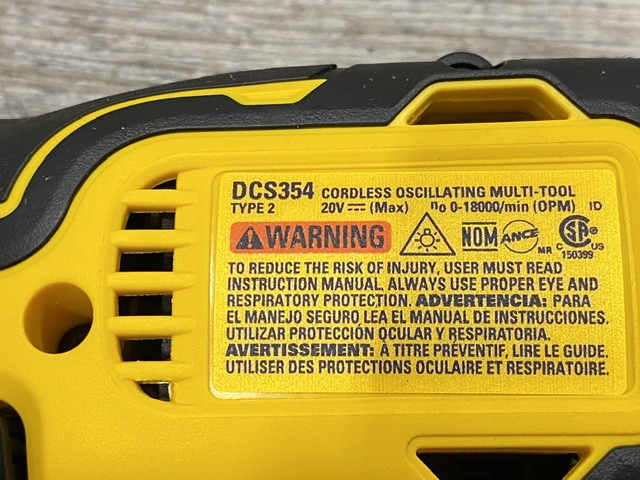 DCS354 CORDLESS OSCILLATING MULTI-TOOL
TYPE 2 20V⎓(Max) no 0-18000/min (OPM) ID
WARNING NOM ANCE MR C SA US
150399
TO REDUCE THE RISK OF INJURY, USER MUST READ
INSTRUCTION MANUAL. ALWAYS USE PROPER EYE AND
RESPIRATORY PROTECTION. ADVERTENCIA: PARA
EL MANEJO SEGURO LEA EL MANUAL DE INSTRUCCIONES.
UTILIZAR PROTECCIÓN OCULAR Y RESPIRATORIA.
AVERTISSEMENT: À TITRE PRÉVENTIF, LIRE LE GUIDE.
UTILISER DES PROTECTIONS OCULAIRE ET RESPIRATOIRE.